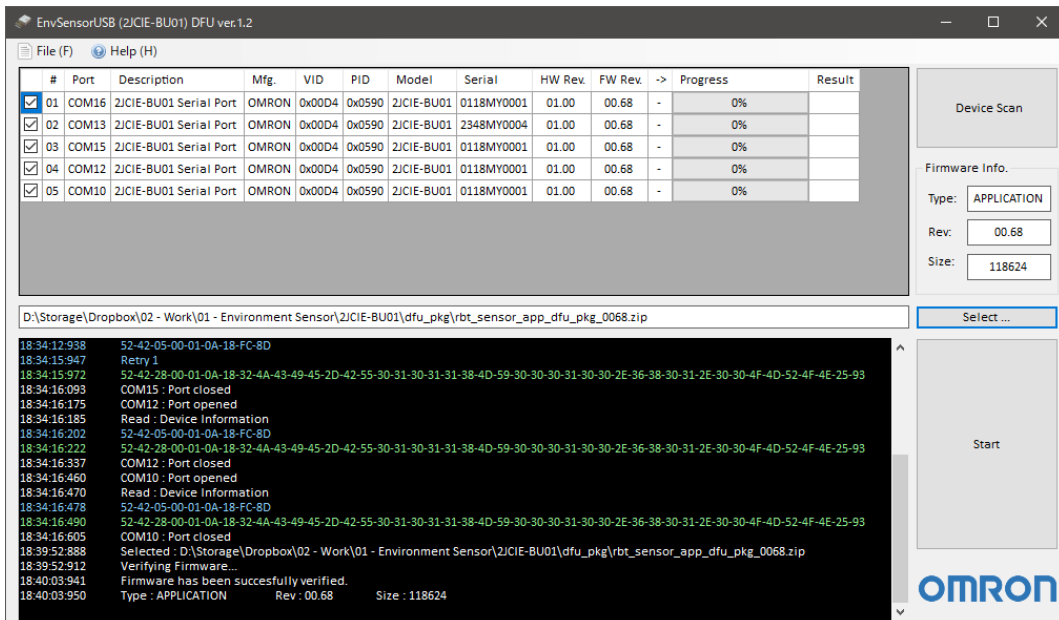 EnvSensorUSB (2JCIE-BU01) DFU ver.1.2
File (F) Help (H)
# Port Description Mfg. VID PID Model Serial HW Rev. FW Rev. -> Progress Result
01 COM16 2JCIE-BU01 Serial Port OMRON 0x00D4 0x0590 2JCIE-BU01 0118MY0001 01.00 00.68 - 0%
02 COM13 2JCIE-BU01 Serial Port OMRON 0x00D4 0x0590 2JCIE-BU01 2348MY0004 01.00 00.68 - 0%
03 COM15 2JCIE-BU01 Serial Port OMRON 0x00D4 0x0590 2JCIE-BU01 0118MY0001 01.00 00.68 - 0%
04 COM12 2JCIE-BU01 Serial Port OMRON 0x00D4 0x0590 2JCIE-BU01 0118MY0001 01.00 00.68 - 0%
05 COM10 2JCIE-BU01 Serial Port OMRON 0x00D4 0x0590 2JCIE-BU01 0118MY0001 01.00 00.68 - 0%
Device Scan
Firmware Info.
Type: APPLICATION
Rev: 00.68
Size: 118624
D:\Storage\Dropbox\02 - Work\01 - Environment Sensor\2JCIE-BU01\dfu_pkg\rbt_sensor_app_dfu_pkg_0068.zip
Select ...
18:34:12:938 52-42-05-00-01-0A-18-FC-8D
18:34:15:947 Retry 1
18:34:15:972 52-42-28-00-01-0A-18-32-4A-43-49-45-2D-42-55-30-31-30-31-31-38-4D-59-30-30-30-31-30-30-2E-36-38-30-31-2E-30-30-4F-4D-52-4F-4E-25-93
18:34:16:093 COM15 : Port closed
18:34:16:175 COM12 : Port opened
18:34:16:185 Read : Device Information
18:34:16:202 52-42-05-00-01-0A-18-FC-8D
18:34:16:222 52-42-28-00-01-0A-18-32-4A-43-49-45-2D-42-55-30-31-30-31-31-38-4D-59-30-30-30-31-30-30-2E-36-38-30-31-2E-30-30-4F-4D-52-4F-4E-25-93
18:34:16:337 COM12 : Port closed
18:34:16:460 COM10 : Port opened
18:34:16:470 Read : Device Information
18:34:16:478 52-42-05-00-01-0A-18-FC-8D
18:34:16:490 52-42-28-00-01-0A-18-32-4A-43-49-45-2D-42-55-30-31-30-31-31-38-4D-59-30-30-30-31-30-30-2E-36-38-30-31-2E-30-30-4F-4D-52-4F-4E-25-93
18:34:16:605 COM10 : Port closed
18:39:52:888 Selected : D:\Storage\Dropbox\02 - Work\01 - Environment Sensor\2JCIE-BU01\dfu_pkg\rbt_sensor_app_dfu_pkg_0068.zip
18:39:52:912 Verifying Firmware...
18:40:03:941 Firmware has been succesfully verified.
18:40:03:950 Type : APPLICATION Rev : 00.68 Size : 118624
Start
OMRON